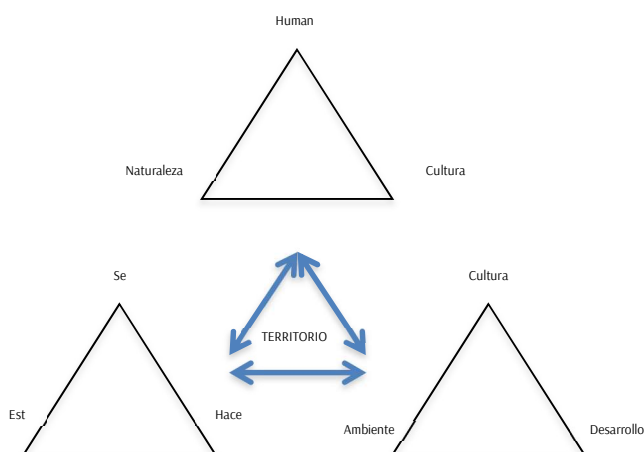 Human
Naturaleza
Cultura
Se
Cultura
TERRITORIO
Est
Hace
Ambiente
Desarrollo